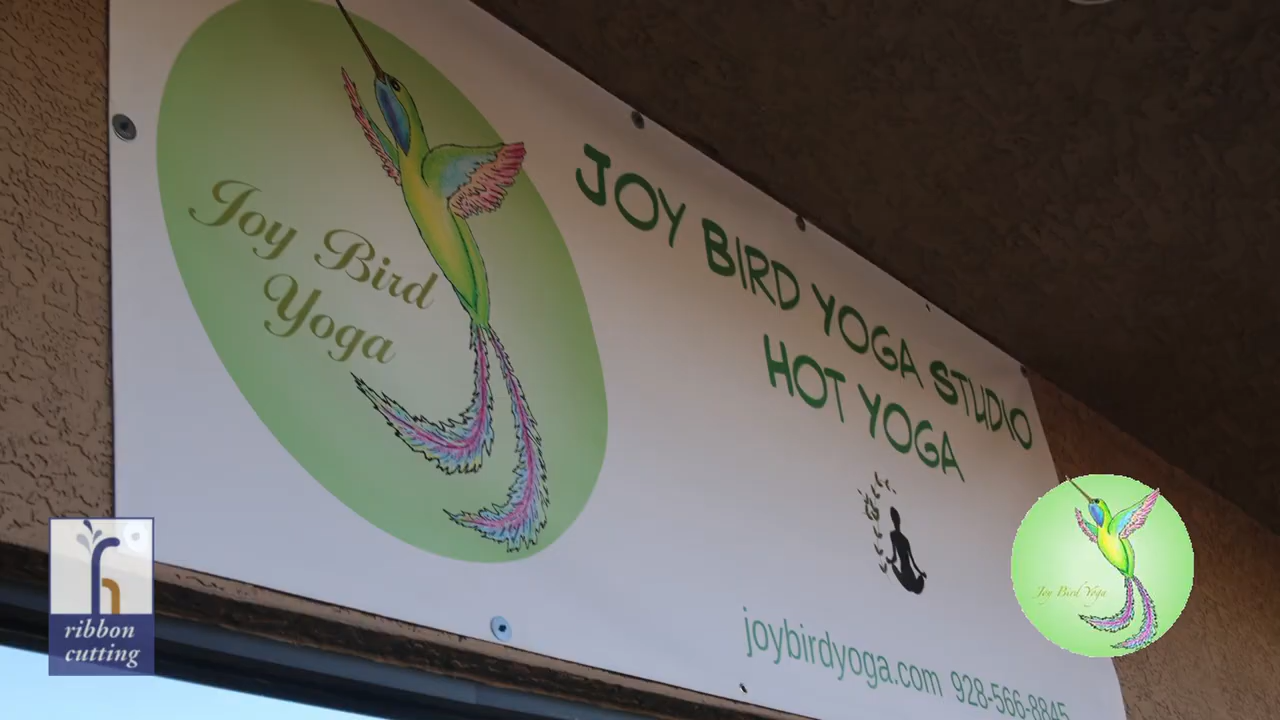 Joy Bird
Yoga
JOY BIRD YOGA STUDIO
HOT YOGA
joybirdyoga.com 928-566-8845
rh
ribbon
cutting
Joy Bird Yoga